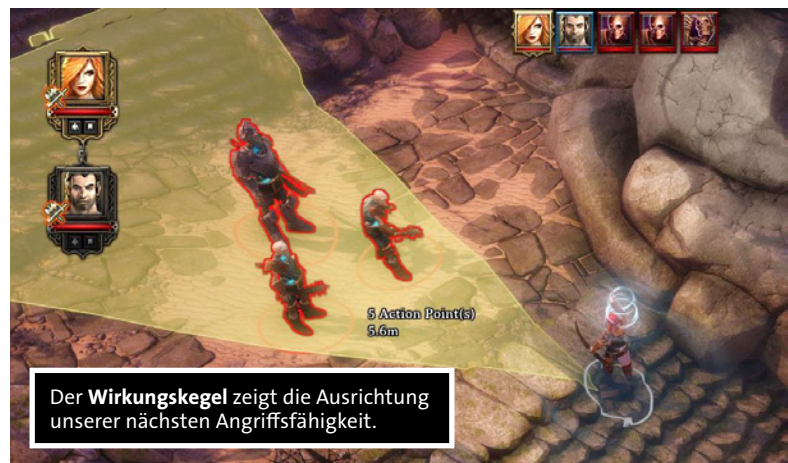 5 Action Point(s)
5.6m
Der Wirkungskegel zeigt die Ausrichtung
unserer nächsten Angriffsfähigkeit.